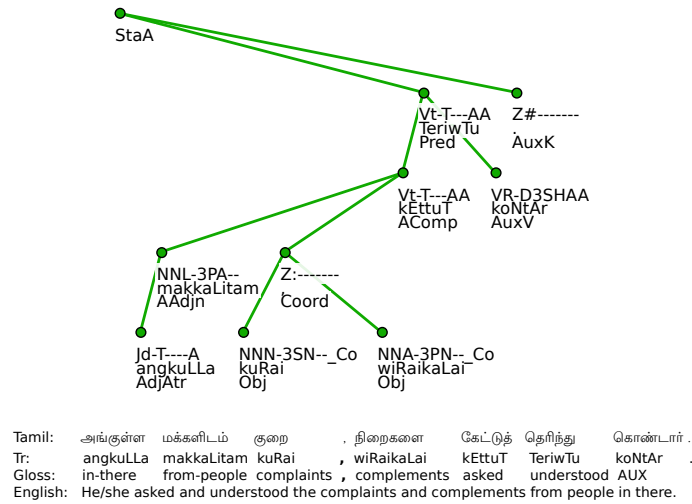 StaA
Vt-T---AA Z#-------
TeriwTu .
Pred AuxK
Vt-T---AA VR-D3SHAA
kEttuT koNtAr
AComp AuxV
NNL-3PA-- Z:-------
makkaLitam ,
AAdjn Coord
Jd-T----A NNN-3SN--_Co NNA-3PN--_Co
angkuLLa kuRai wiRaikaLai
AdjAtr Obj Obj
Tamil: அங்குள்ள மக்களிடம் குறை , நிறைகளை கேட்டுத் தெரிந்து கொண்டார் .
Tr: angkuLLa makkaLitam kuRai , wiRaikaLai kEttuT TeriwTu koNtAr .
Gloss: in-there from-people complaints , complements asked understood AUX
English: He/she asked and understood the complaints and complements from people in there.